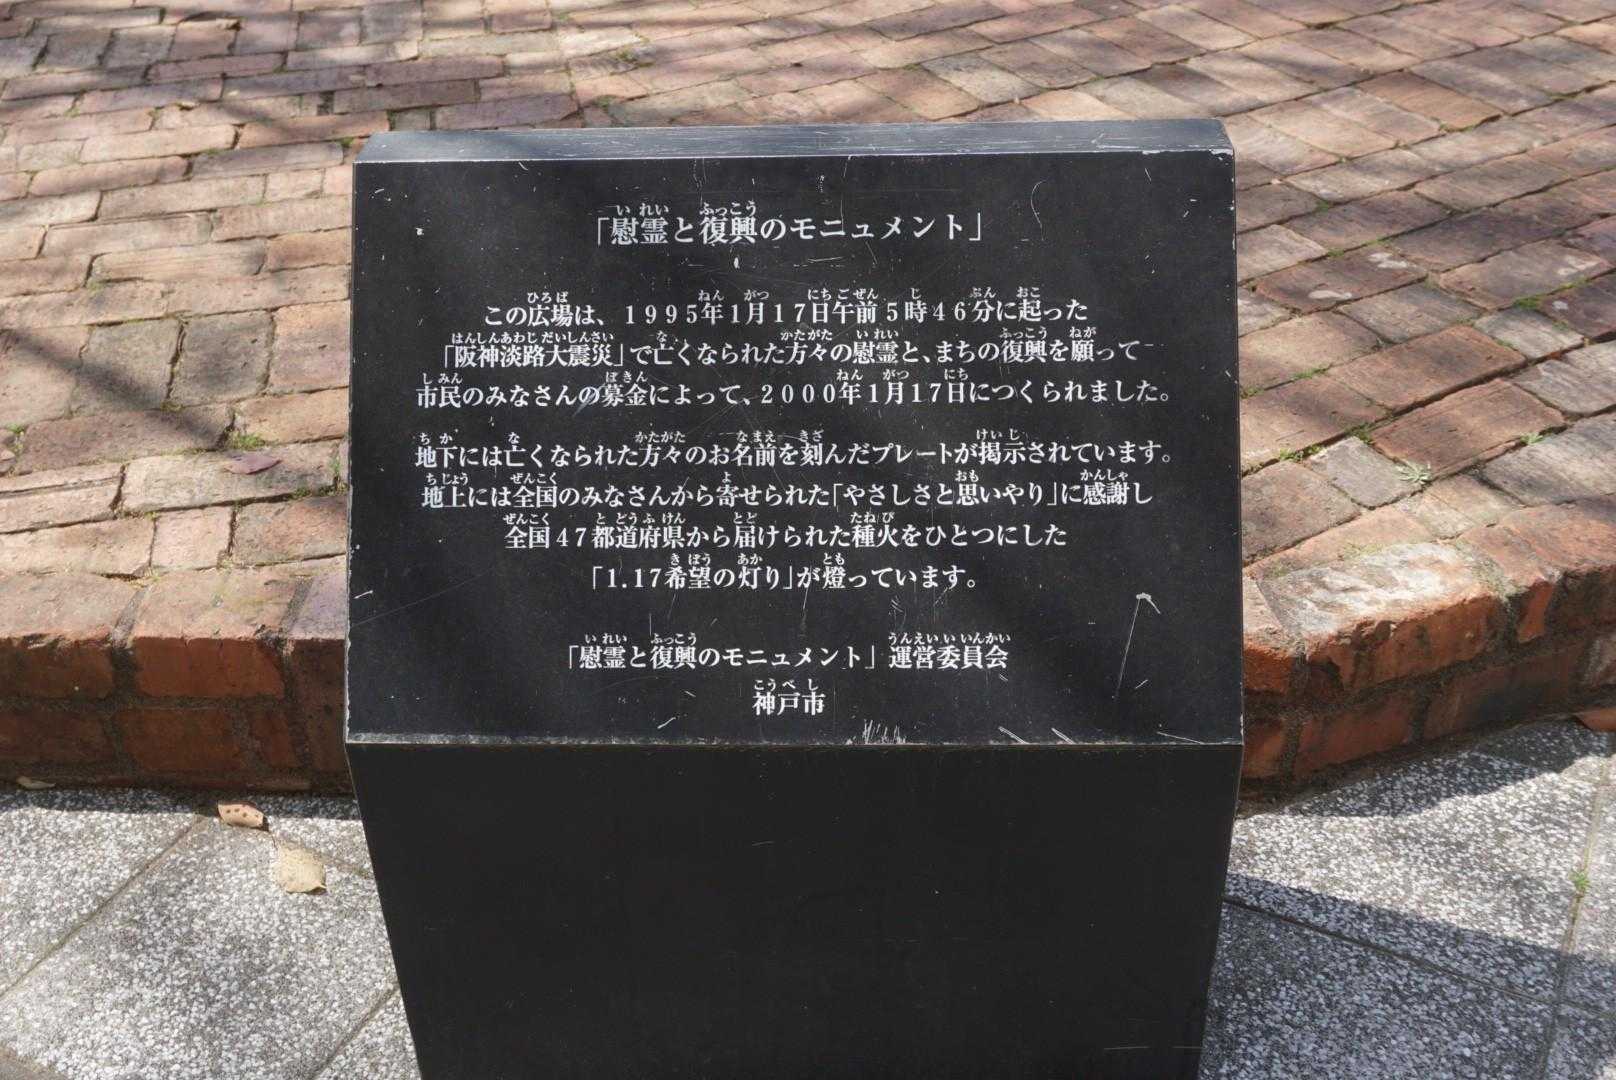 「慰霊と復興のモニュメント」
この広場は、1995年1月17日午前5時46分に起った
「阪神淡路大震災」で亡くなられた方々の慰霊と、まちの復興を願って
市民のみなさんの募金によって、2000年1月17日につくられました。
地下には亡くなられた方々のお名前を刻んだプレートが掲示されています。
地上には全国のみなさんから寄せられた「やさしさと思いやり」に感謝し
全国47都道府県から届けられた種火をひとつにした
「1.17希望の灯り」が燈っています。
「慰霊と復興のモニュメント」運営委員会
神戸市